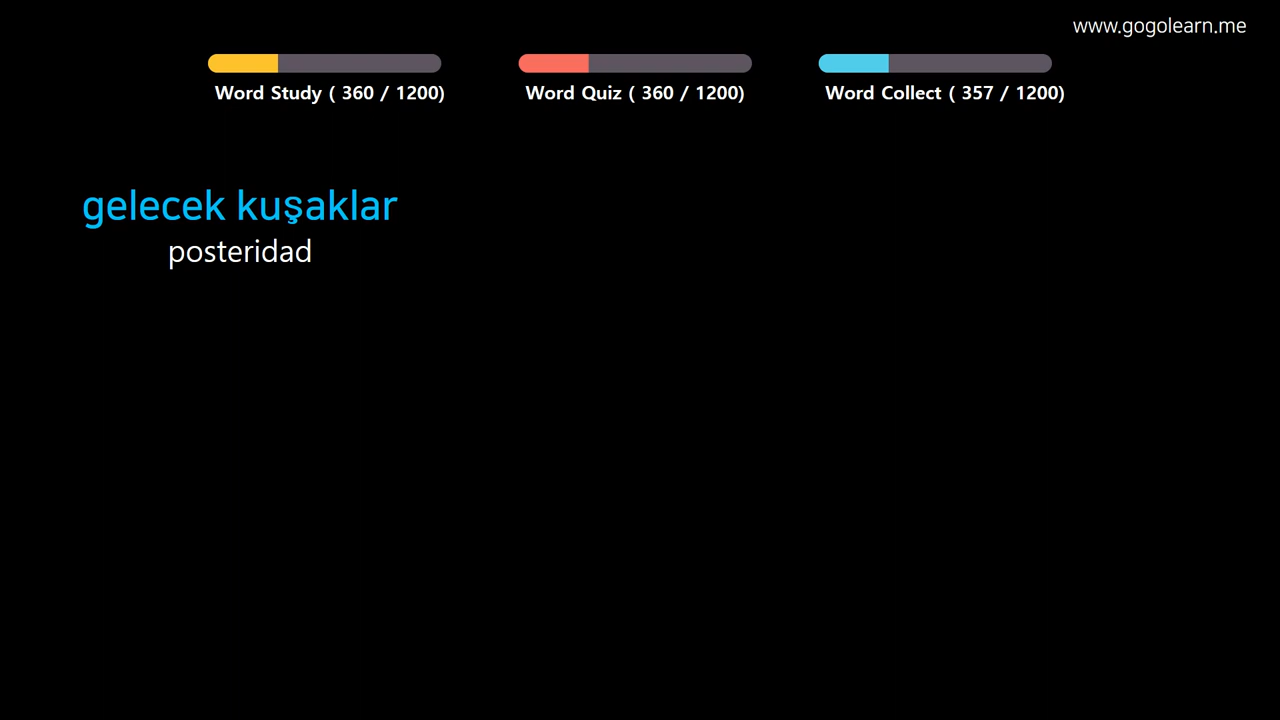 www.gogolearn.me
Word Study ( 360 / 1200)
Word Quiz ( 360 / 1200)
Word Collect ( 357 / 1200)
gelecek kuşaklar
posteridad